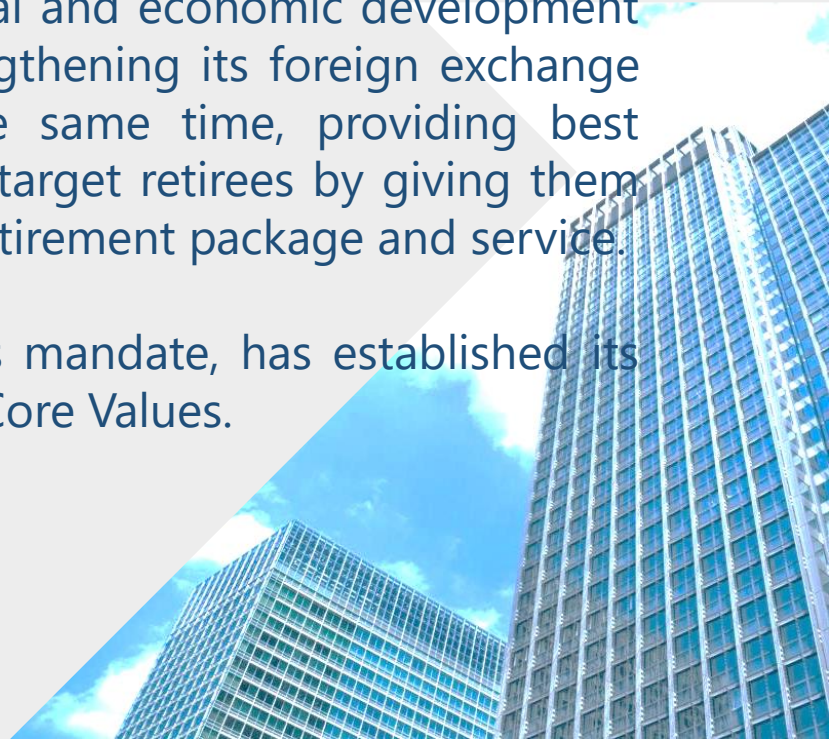 al and economic development
gthening its foreign exchange
e same time, providing best
target retirees by giving them
tirement package and service.
s mandate, has established its
Core Values.